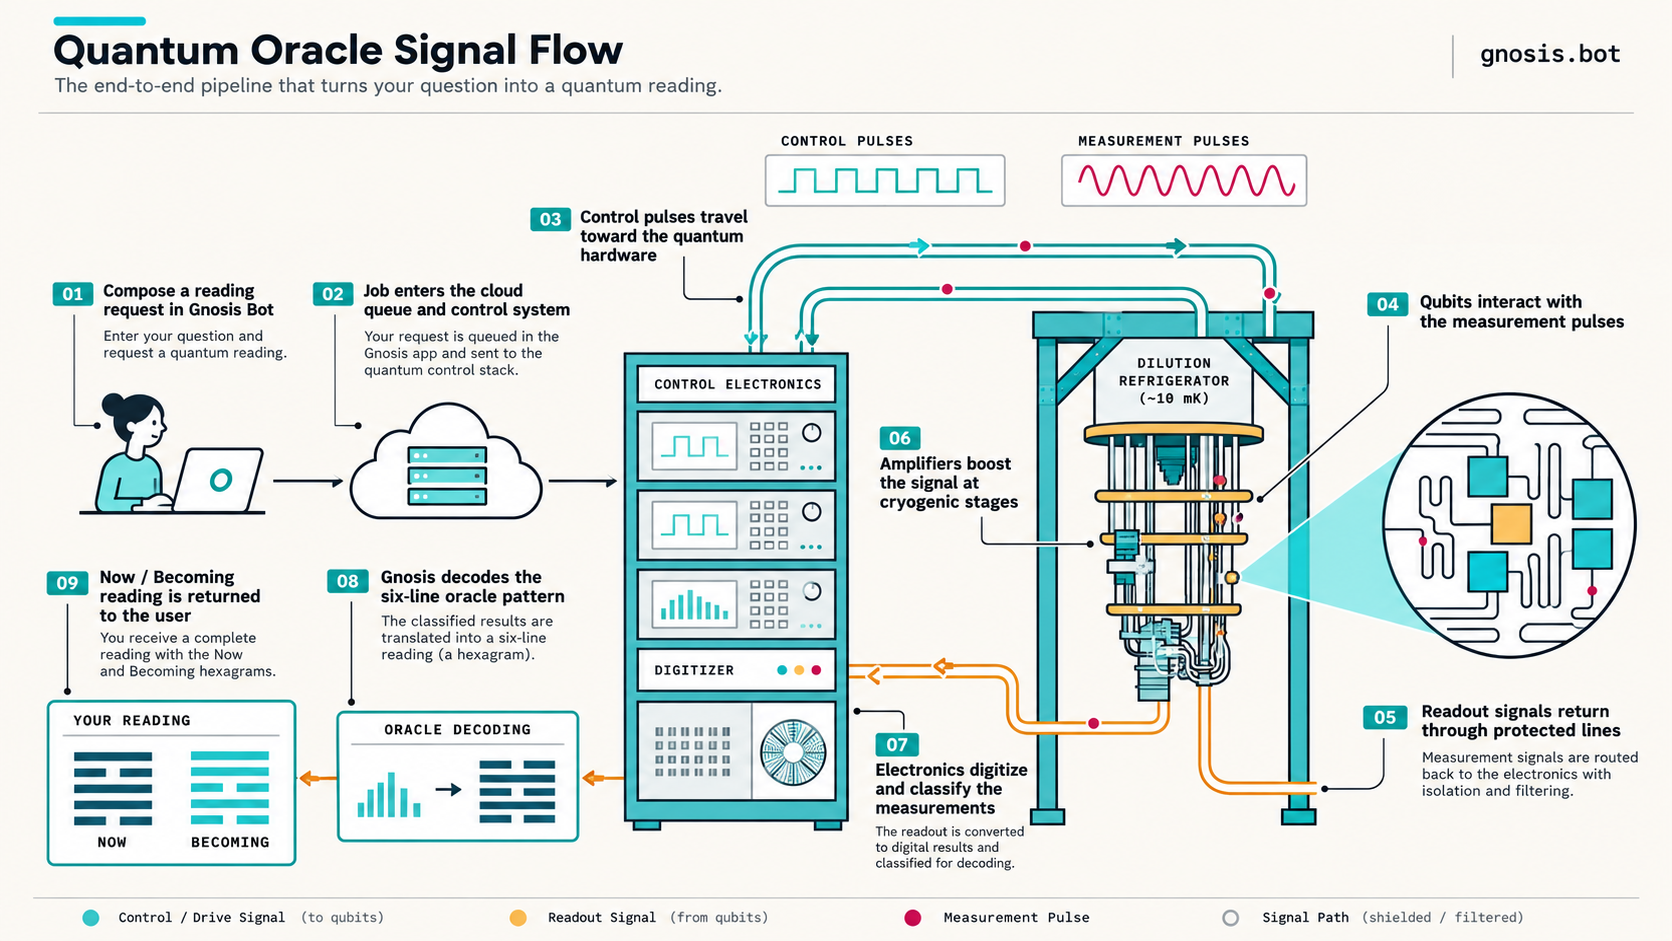 Quantum Oracle Signal Flow
The end-to-end pipeline that turns your question into a quantum reading.
gnosis.bot
CONTROL PULSES
MEASUREMENT PULSES
03
Control pulses travel
toward the quantum
hardware
01
Compose a reading
request in Gnosis Bot
Enter your question and
request a quantum reading.
02
Job enters the cloud
queue and control system
Your request is queued in the
Gnosis app and sent to the
quantum control stack.
04
Qubits interact with
the measurement pulses
CONTROL ELECTRONICS
DILUTION
REFRIGERATOR
(~10 mK)
06
Amplifiers boost
the signal at
cryogenic stages
09
Now / Becoming
reading is returned
to the user
You receive a complete
reading with the Now
and Becoming hexagrams.
08
Gnosis decodes the
six-line oracle pattern
The classified results are
translated into a six-line
reading (a hexagram).
DIGITIZER
05
Readout signals return
through protected lines
Measurement signals are routed
back to the electronics with
isolation and filtering.
07
Electronics digitize
and classify the
measurements
The readout is converted
to digital results and
classified for decoding.
YOUR READING
NOW
BECOMING
ORACLE DECODING
Control / Drive Signal (to qubits)
Readout Signal (from qubits)
Measurement Pulse
Signal Path (shielded / filtered)